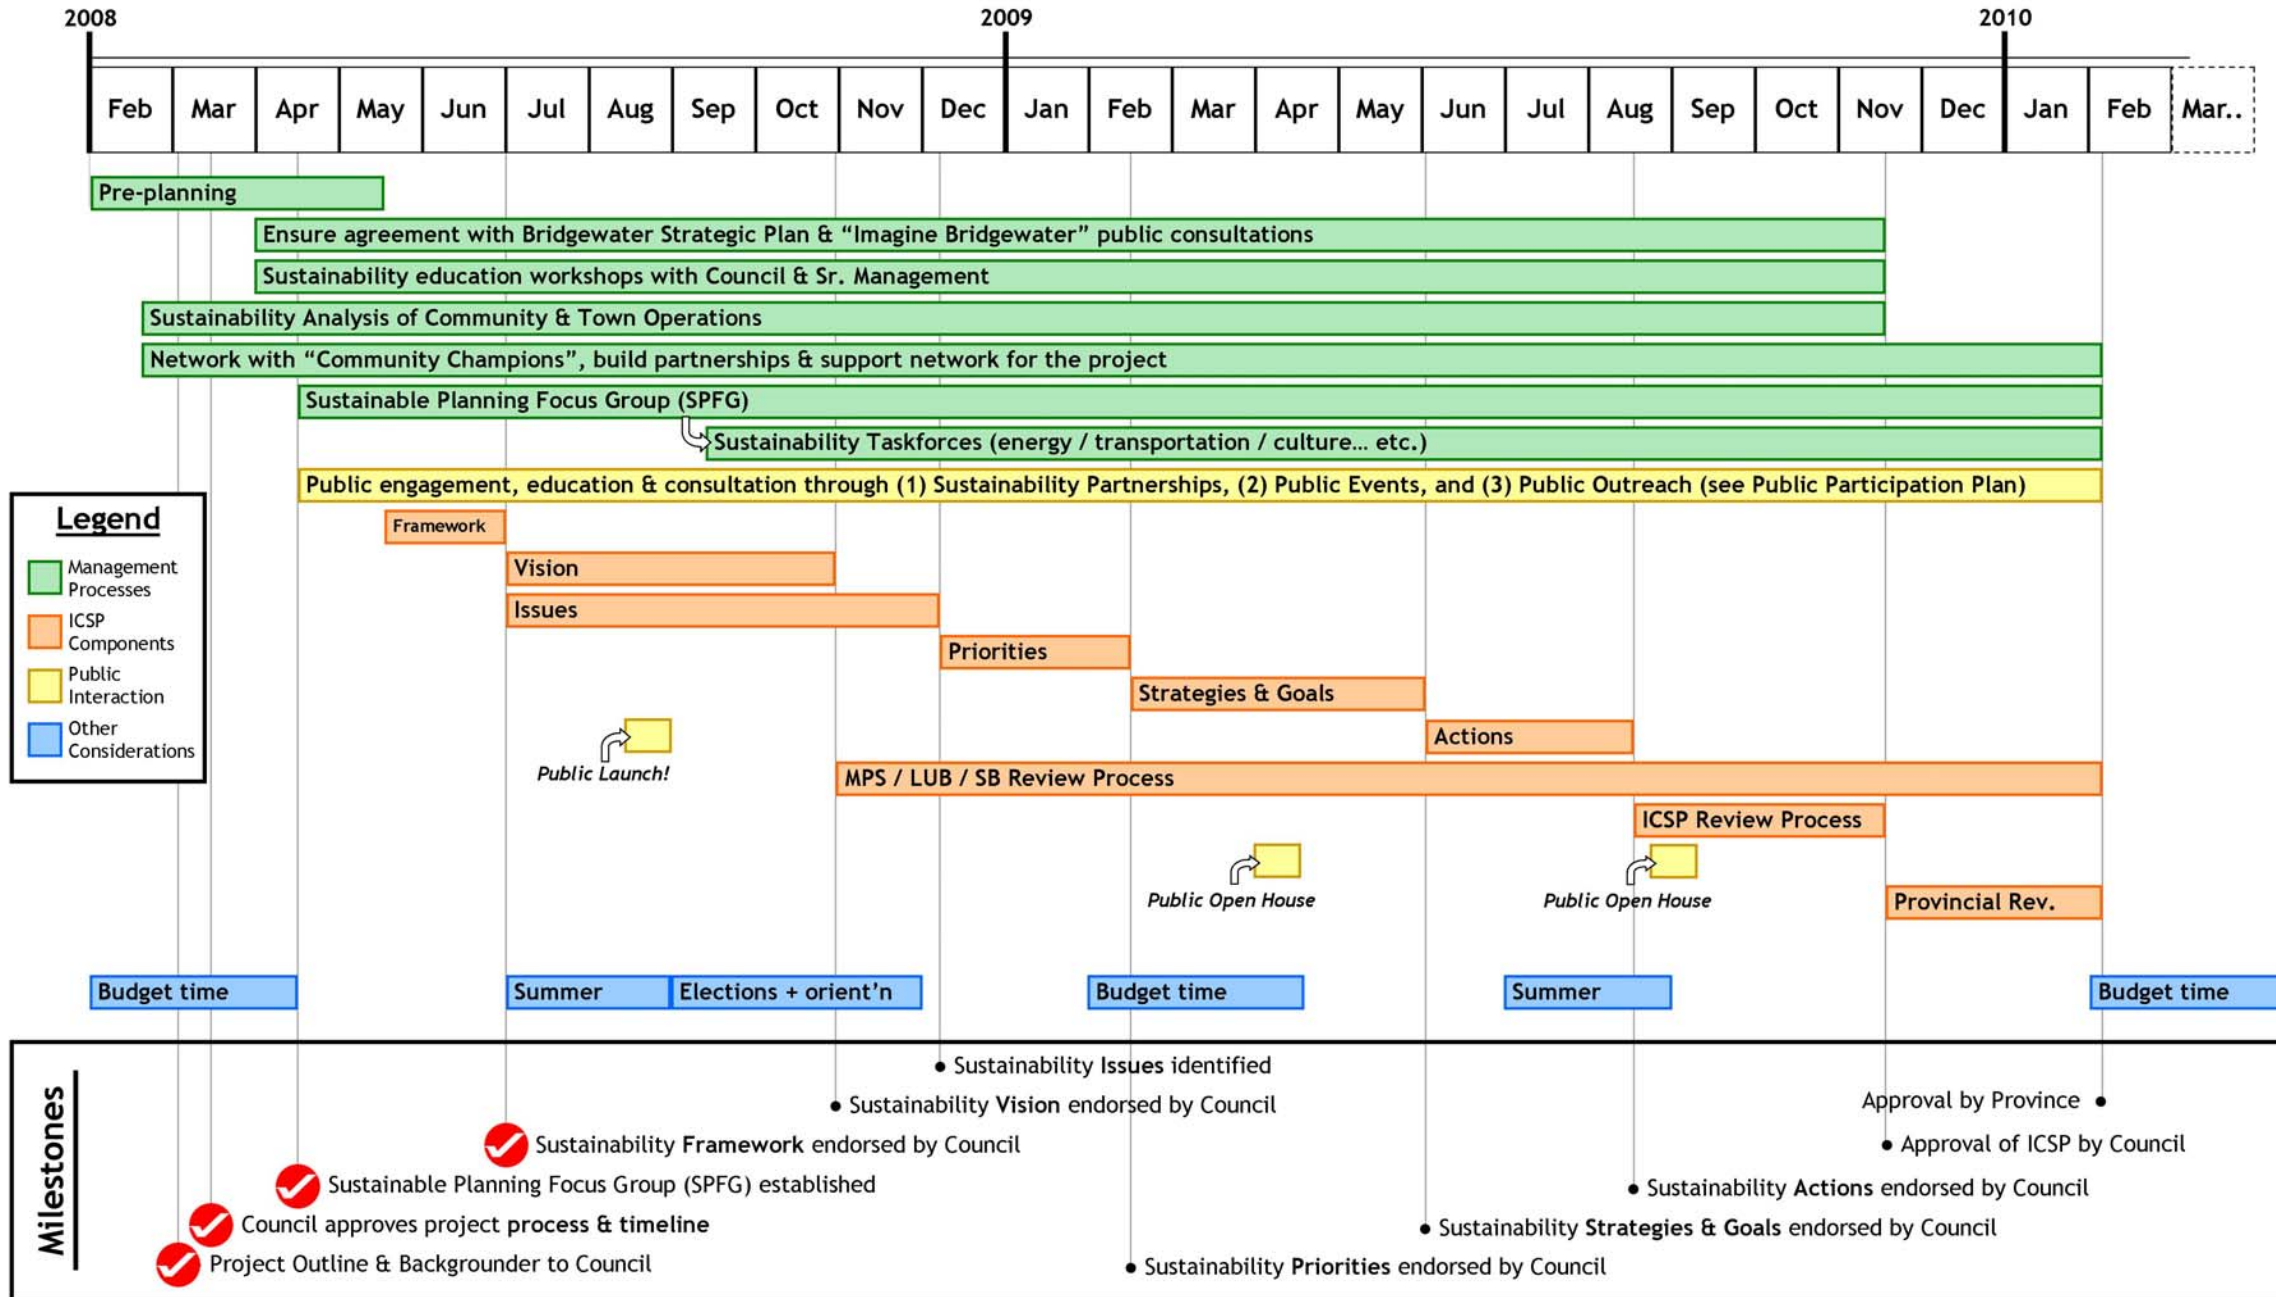 2008
2009
2010
Feb Mar Apr May Jun Jul Aug Sep Oct Nov Dec Jan Feb Mar Apr May Jun Jul Aug Sep Oct Nov Dec Jan Feb Mar..
Pre-planning
Ensure agreement with Bridgewater Strategic Plan & “Imagine Bridgewater” public consultations
Sustainability education workshops with Council & Sr. Management
Sustainability Analysis of Community & Town Operations
Network with “Community Champions”, build partnerships & support network for the project
Sustainable Planning Focus Group (SPFG)
Sustainability Taskforces (energy / transportation / culture… etc.)
Public engagement, education & consultation through (1) Sustainability Partnerships, (2) Public Events, and (3) Public Outreach (see Public Participation Plan)
Legend
Management
Processes
ICSP
Components
Public
Interaction
Other
Considerations
Framework
Vision
Issues
Priorities
Strategies & Goals
Actions
Public Launch!
MPS / LUB / SB Review Process
ICSP Review Process
Public Open House
Public Open House
Provincial Rev.
Budget time
Summer
Elections + orient’n
Budget time
Summer
Budget time
Milestones
Sustainability Issues identified
Sustainability Vision endorsed by Council
Approval by Province
Sustainability Framework endorsed by Council
Approval of ICSP by Council
Sustainable Planning Focus Group (SPFG) established
Sustainability Actions endorsed by Council
Council approves project process & timeline
Sustainability Strategies & Goals endorsed by Council
Project Outline & Backgrounder to Council
Sustainability Priorities endorsed by Council